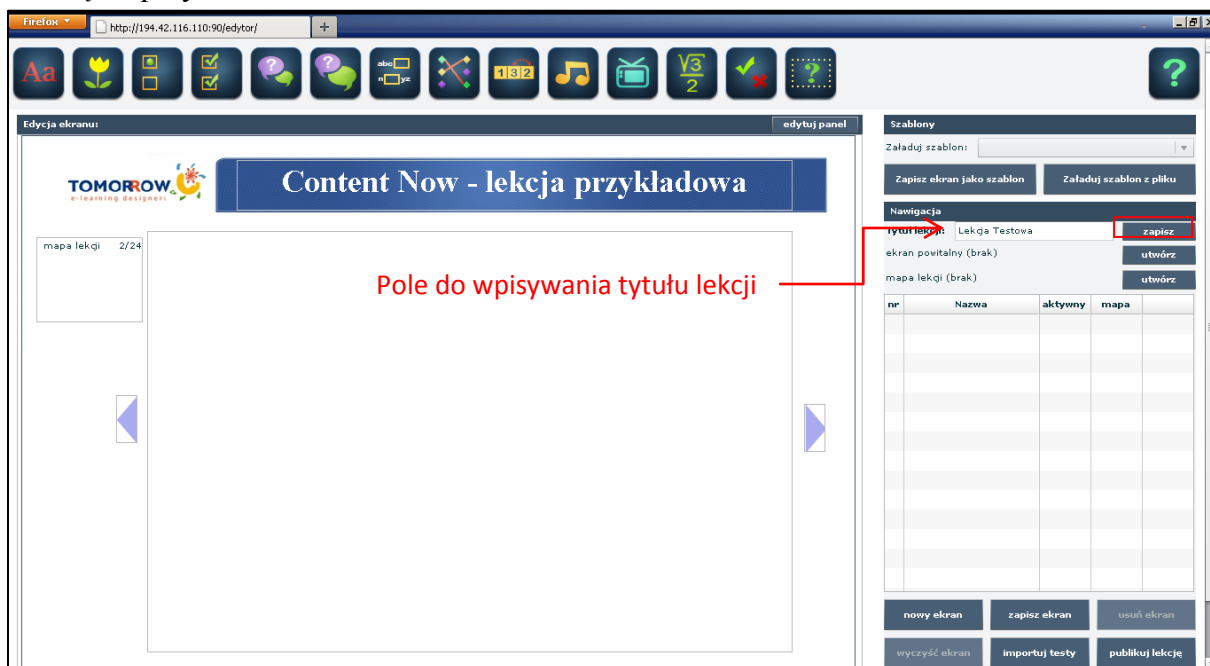 Firefox
http://194.42.116.110:90/edytor/
+
Aa
abc
n yz
1 3 2
√3
2
?
?
Edycja ekranu:
edytuj panel
TOMORROW
e-learning designers
Content Now - lekcja przykładowa
mapa lekcji 2/24
Pole do wpisywania tytułu lekcji
Szablony
Załaduj szablon:
Zapisz ekran jako szablon
Załaduj szablon z pliku
Nawigacja
Tytuł lekcji: Lekcja Testowa
zapisz
ekran powitalny (brak)
utwórz
mapa lekcji (brak)
utwórz
nr Nazwa aktywny mapa
nowy ekran
zapisz ekran
usuń ekran
wyczyść ekran
importuj testy
publikuj lekcję